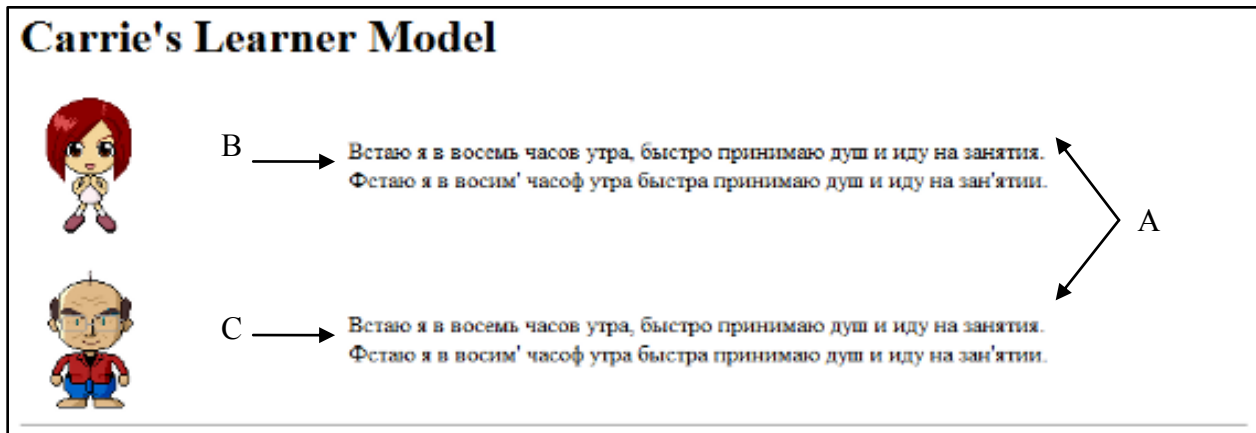 Carrie's Learner Model
B
Встаю я в восемь часов утра, быстро принимаю душ и иду на занятия.
Фстаю я в восим' часоф утра быстра принимаю душ и иду на зан'ятии.
A
C
Встаю я в восемь часов утра, быстро принимаю душ и иду на занятия.
Фстаю я в восим' часоф утра быстра принимаю душ и иду на зан'ятии.